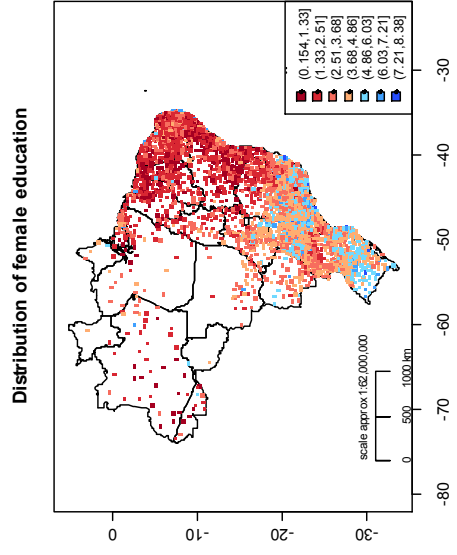 Distribution of female education
(0.154,1.33]
(1.33,2.51]
(2.51,3.68]
(3.68,4.86]
(4.86,6.03]
(6.03,7.21]
(7.21,8.38]
scale approx 1:62,000,000
0 500 1000 km
0
-10
-20
-30
-80 -70 -60 -50 -40 -30